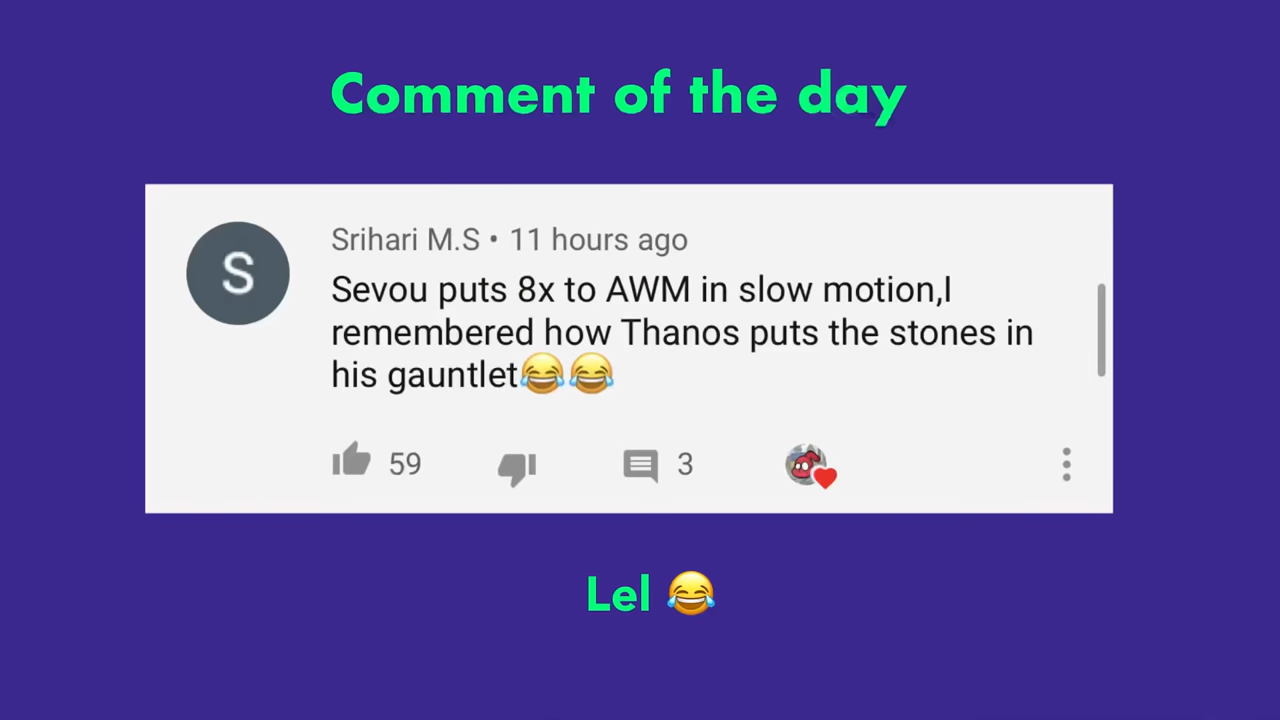 Comment of the day
S
Srihari M.S • 11 hours ago
Sevou puts 8x to AWM in slow motion,I
remembered how Thanos puts the stones in
his gauntlet😂😂
59
3
Lel 😂